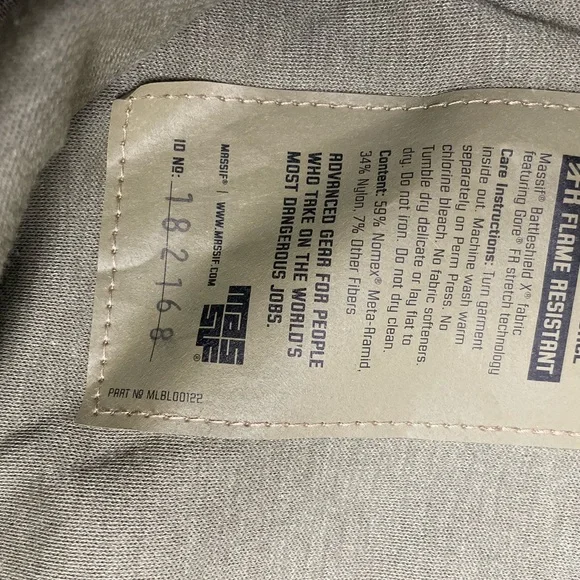 FLAME RESISTANT
Massif® Battleshield X® Fabric
featuring Gore® FR stretch technology
Care Instructions: Turn garment
inside out. Machine wash warm
separately on Perm Press. No
chlorine bleach. No fabric softeners.
Tumble dry delicate or lay flat to
dry. Do not iron. Do not dry clean.
Content: 59% Nomex® Meta-Aramid,
34% Nylon, 7% Other Fibers
ADVANCED GEAR FOR PEOPLE
WHO TAKE ON THE WORLD'S
MOST DANGEROUS JOBS.
MASSIF® | WWW.MASSIF.COM
MAS
SIF®
ID Nº: 182168
PART Nº MLBL00122